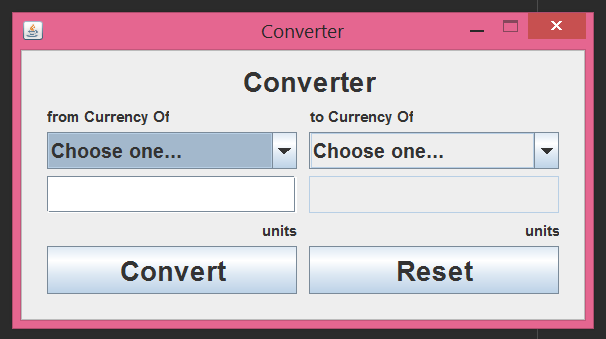 Converter
Converter
from Currency Of to Currency Of
Choose one... Choose one...
units units
Convert Reset